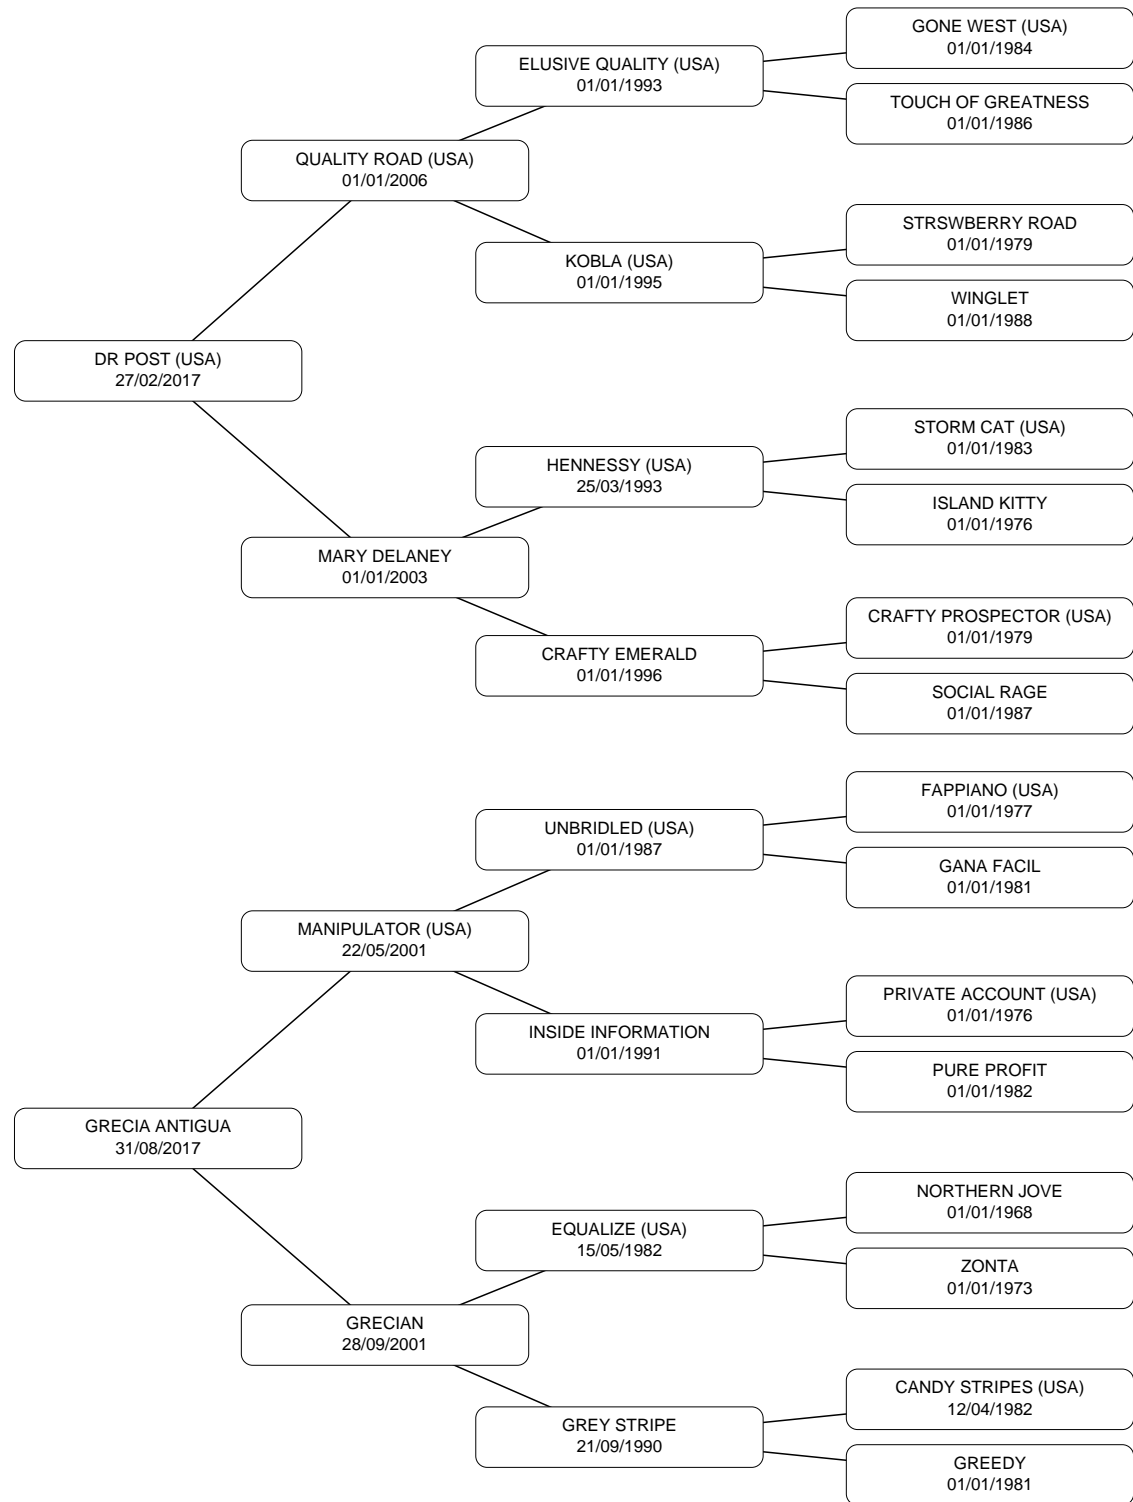 GONE WEST (USA)
01/01/1984
ELUSIVE QUALITY (USA)
01/01/1993
TOUCH OF GREATNESS
01/01/1986
QUALITY ROAD (USA)
01/01/2006
STRSWBERRY ROAD
01/01/1979
KOBLA (USA)
01/01/1995
WINGLET
01/01/1988
DR POST (USA)
27/02/2017
STORM CAT (USA)
01/01/1983
HENNESSY (USA)
25/03/1993
ISLAND KITTY
01/01/1976
MARY DELANEY
01/01/2003
CRAFTY PROSPECTOR (USA)
01/01/1979
CRAFTY EMERALD
01/01/1996
SOCIAL RAGE
01/01/1987
FAPPIANO (USA)
01/01/1977
UNBRIDLED (USA)
01/01/1987
GANA FACIL
01/01/1981
MANIPULATOR (USA)
22/05/2001
PRIVATE ACCOUNT (USA)
01/01/1976
INSIDE INFORMATION
01/01/1991
PURE PROFIT
01/01/1982
GRECIA ANTIGUA
31/08/2017
NORTHERN JOVE
01/01/1968
EQUALIZE (USA)
15/05/1982
ZONTA
01/01/1973
GRECIAN
28/09/2001
CANDY STRIPES (USA)
12/04/1982
GREY STRIPE
21/09/1990
GREEDY
01/01/1981